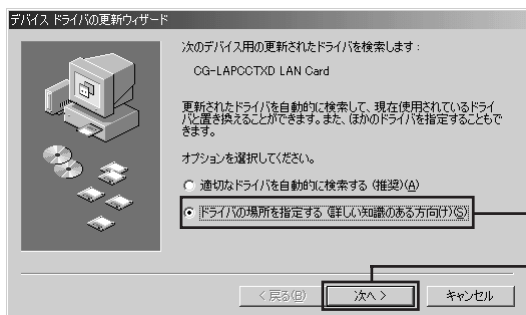 デバイス ドライバの更新ウィザード
次のデバイス用の更新されたドライバを検索します：
CG-LAPCCTXD LAN Card
更新されたドライバを自動的に検索して、現在使用されているドライ
バと置き換えることができます。また、ほかのドライバを指定することもで
きます。
オプションを選択してください。
適切なドライバを自動的に検索する (推奨)(A)
ドライバの場所を指定する (詳しい知識のある方向け)(S)
< 戻る(B)
次へ >
キャンセル